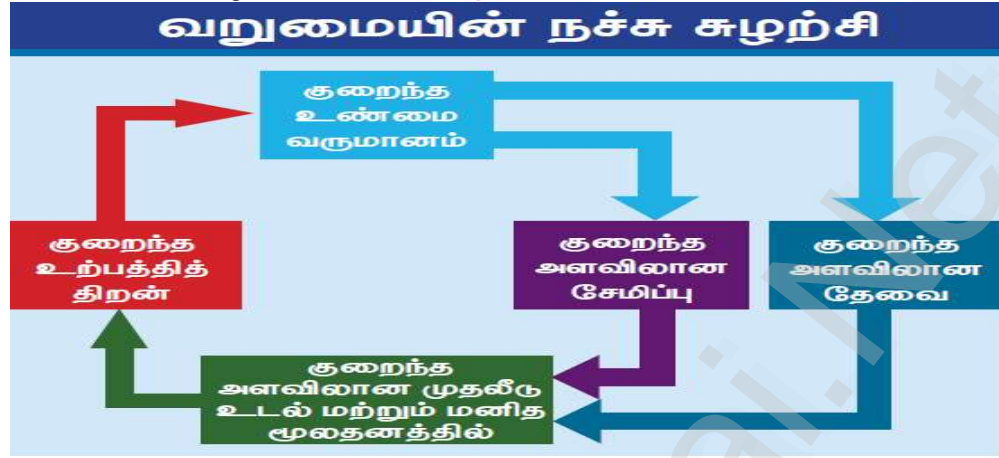 வறுமையின் நச்சு சுழற்சி
குறைந்த
உண்மை
வருமானம்
குறைந்த
உற்பத்தித்
திறன்
குறைந்த
அளவிலான
சேமிப்பு
குறைந்த
அளவிலான
தேவை
குறைந்த
அளவிலான முதலீடு
உடல் மற்றும் மனித
மூலதனத்தில்